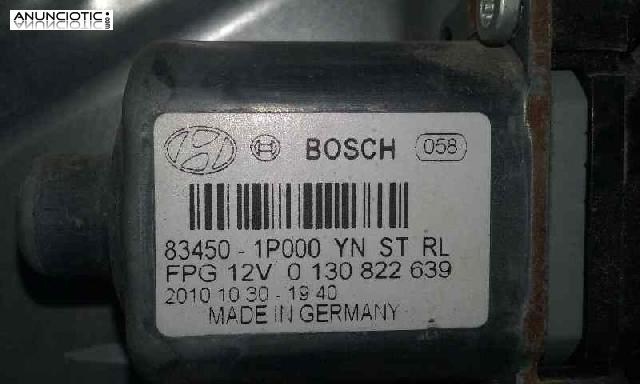 ANUNCIOTIC.com
BOSCH 058
83450 - 1P000 YN ST RL
FPG 12V 0 130 822 639
2010 10 30 - 19 40
MADE IN GERMANY